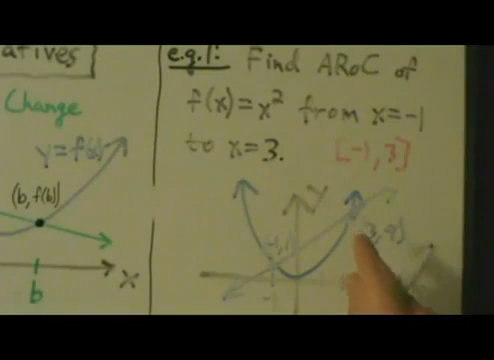 atives
Change
y=f(x)
(b, f(b))
x
b
e.g.1: Find ARoC of
f(x)=x² from x=-1
to x=3. [-1,3]
y
3,9)